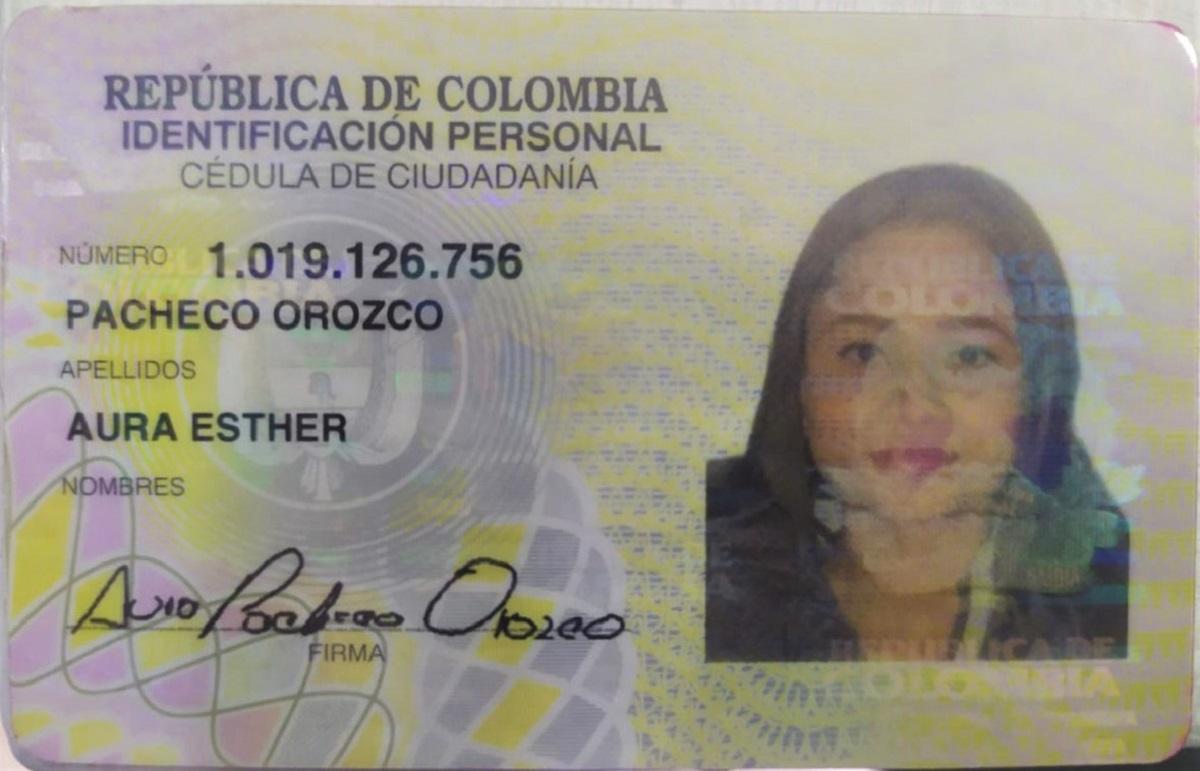 REPÚBLICA DE COLOMBIA
IDENTIFICACIÓN PERSONAL
CÉDULA DE CIUDADANÍA
NÚMERO 1.019.126.756
PACHECO OROZCO
APELLIDOS
AURA ESTHER
NOMBRES
Aura Pacheco Orozco
FIRMA
REPUBLICA DE
COLOMBIA
REPUBLICA DE
COLOMBIA